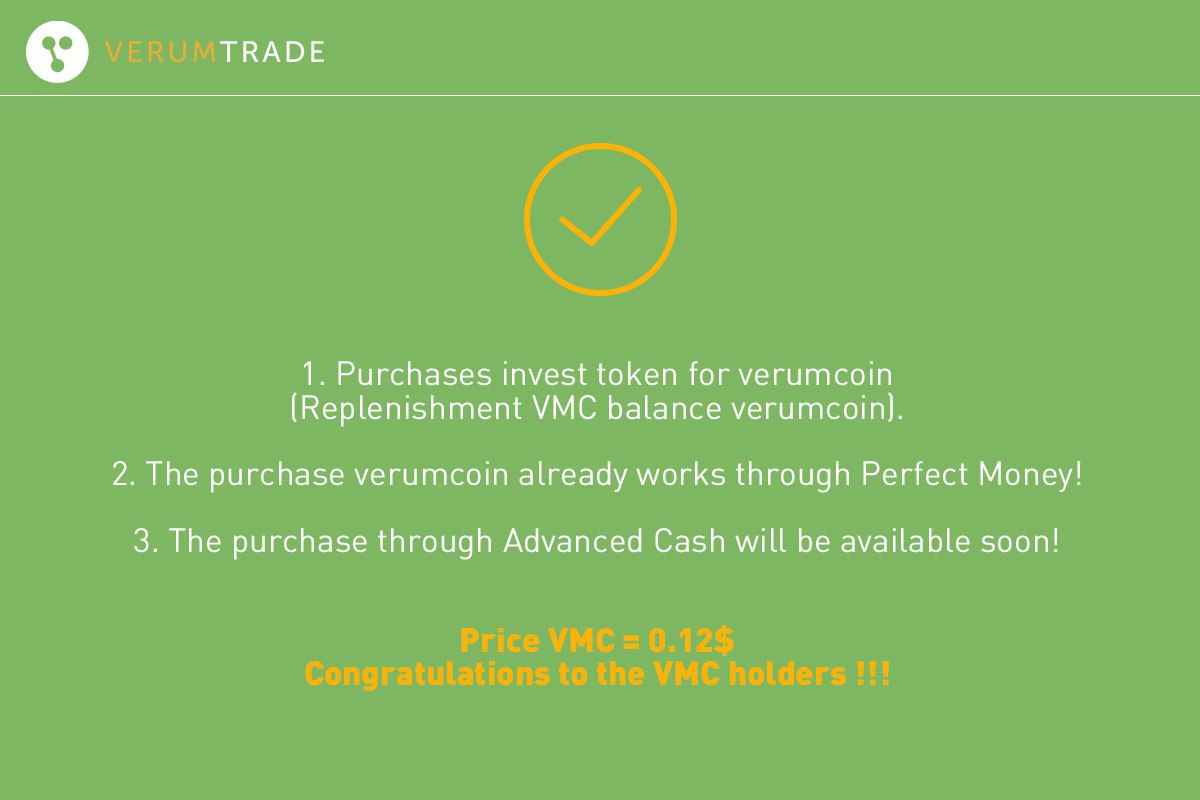 VERUMTRADE
1. Purchases invest token for verumcoin
(Replenishment VMC balance verumcoin).
2. The purchase verumcoin already works through Perfect Money!
3. The purchase through Advanced Cash will be available soon!
Price VMC = 0.12$
Congratulations to the VMC holders !!!